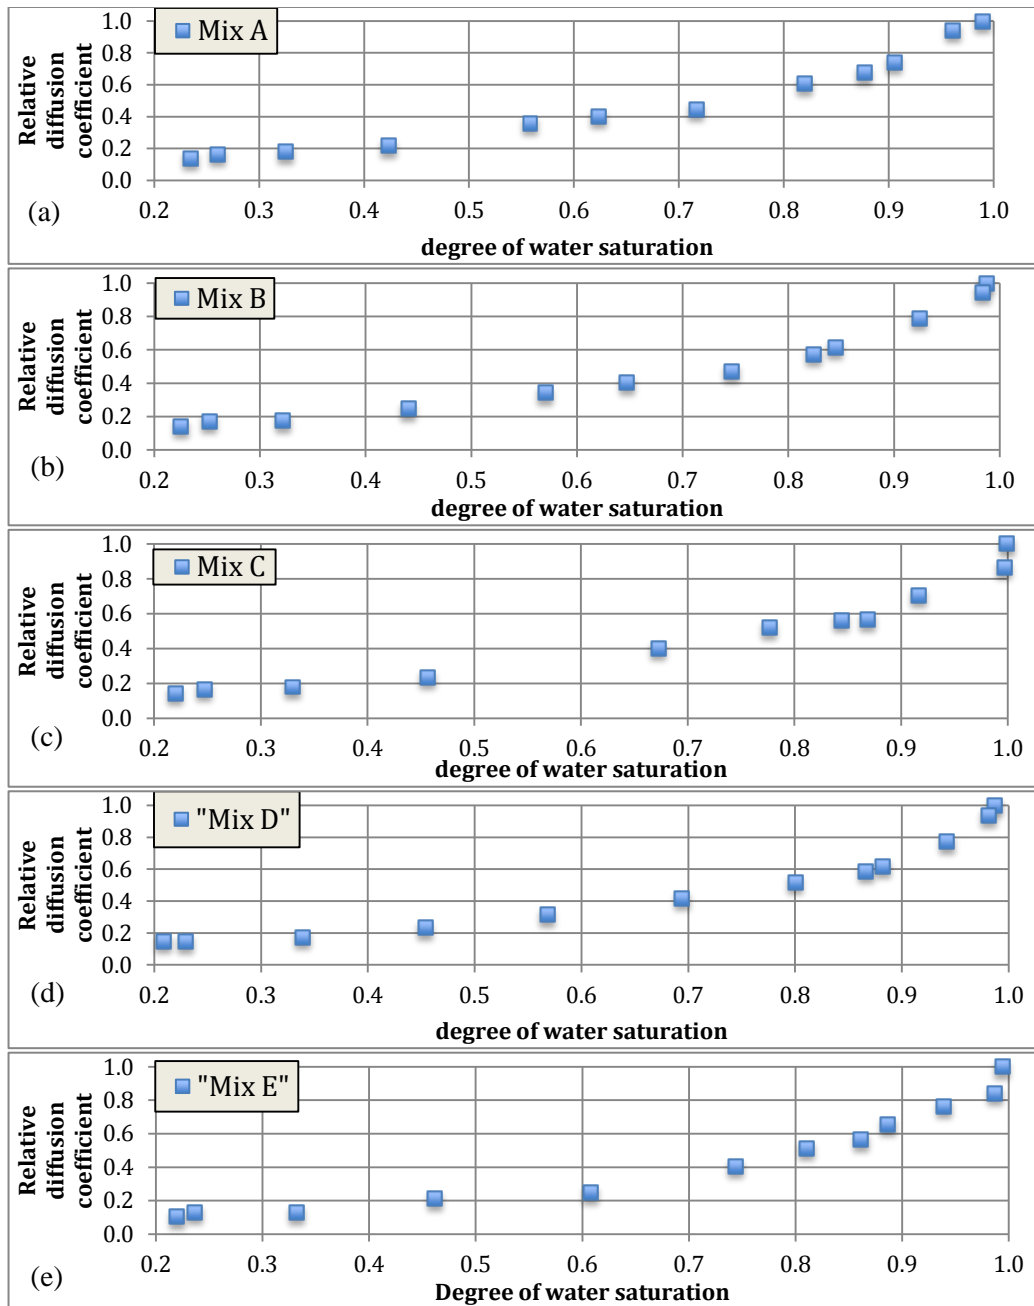 Mix A
Relative
diffusion
coefficient
1.0
0.8
0.6
0.4
0.2
0.0
0.2 0.3 0.4 0.5 0.6 0.7 0.8 0.9 1.0
(a)
degree of water saturation
Mix B
Relative
diffusion
coefficient
1.0
0.8
0.6
0.4
0.2
0.0
0.2 0.3 0.4 0.5 0.6 0.7 0.8 0.9 1.0
(b)
degree of water saturation
Mix C
Relative
diffusion
coefficient
1.0
0.8
0.6
0.4
0.2
0.0
0.2 0.3 0.4 0.5 0.6 0.7 0.8 0.9 1.0
(c)
degree of water saturation
"Mix D"
Relative
diffusion
coefficient
1.0
0.8
0.6
0.4
0.2
0.0
0.2 0.3 0.4 0.5 0.6 0.7 0.8 0.9 1.0
(d)
degree of water saturation
"Mix E"
Relative
diffusion
coefficient
1.0
0.8
0.6
0.4
0.2
0.0
0.2 0.3 0.4 0.5 0.6 0.7 0.8 0.9 1.0
(e)
Degree of water saturation